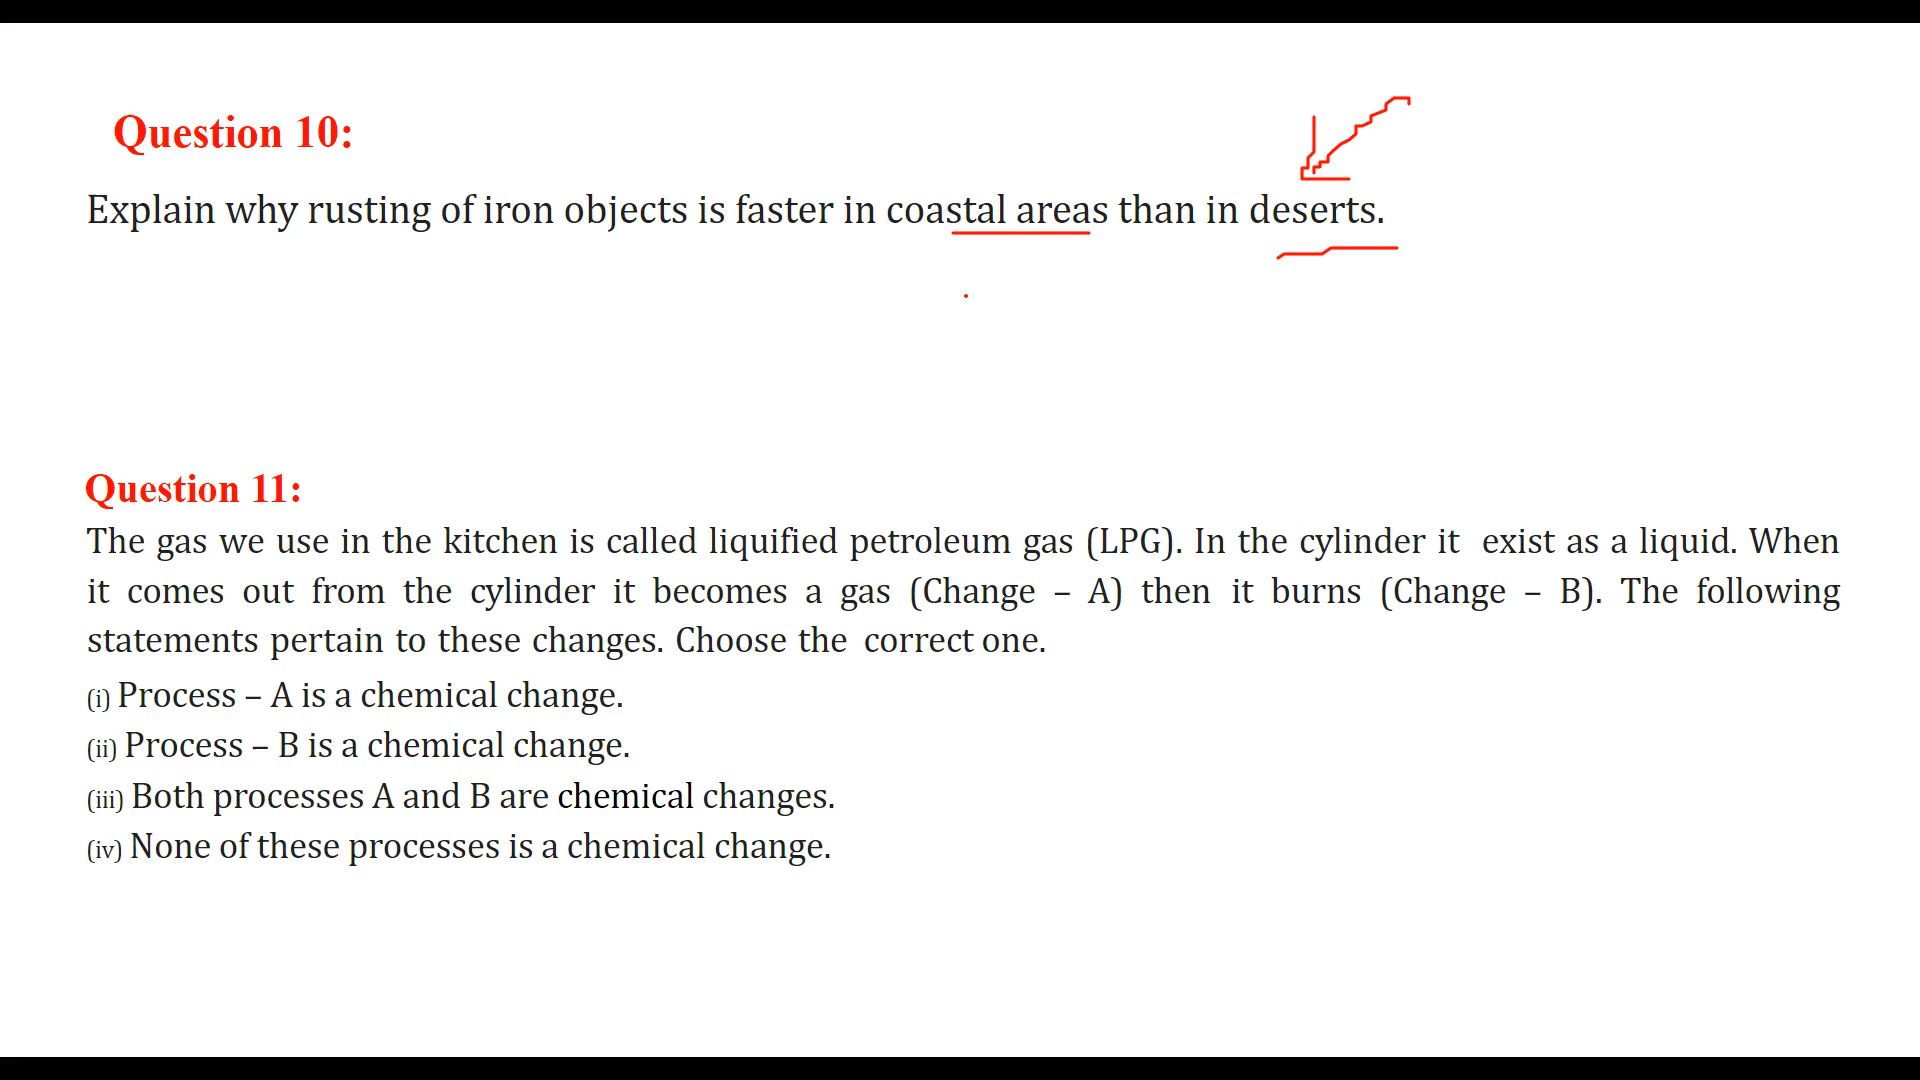 Question 10:
Explain why rusting of iron objects is faster in coastal areas than in deserts.
Question 11:
The gas we use in the kitchen is called liquified petroleum gas (LPG). In the cylinder it exist as a liquid. When
it comes out from the cylinder it becomes a gas (Change – A) then it burns (Change – B). The following
statements pertain to these changes. Choose the correct one.
(i) Process – A is a chemical change.
(ii) Process – B is a chemical change.
(iii) Both processes A and B are chemical changes.
(iv) None of these processes is a chemical change.